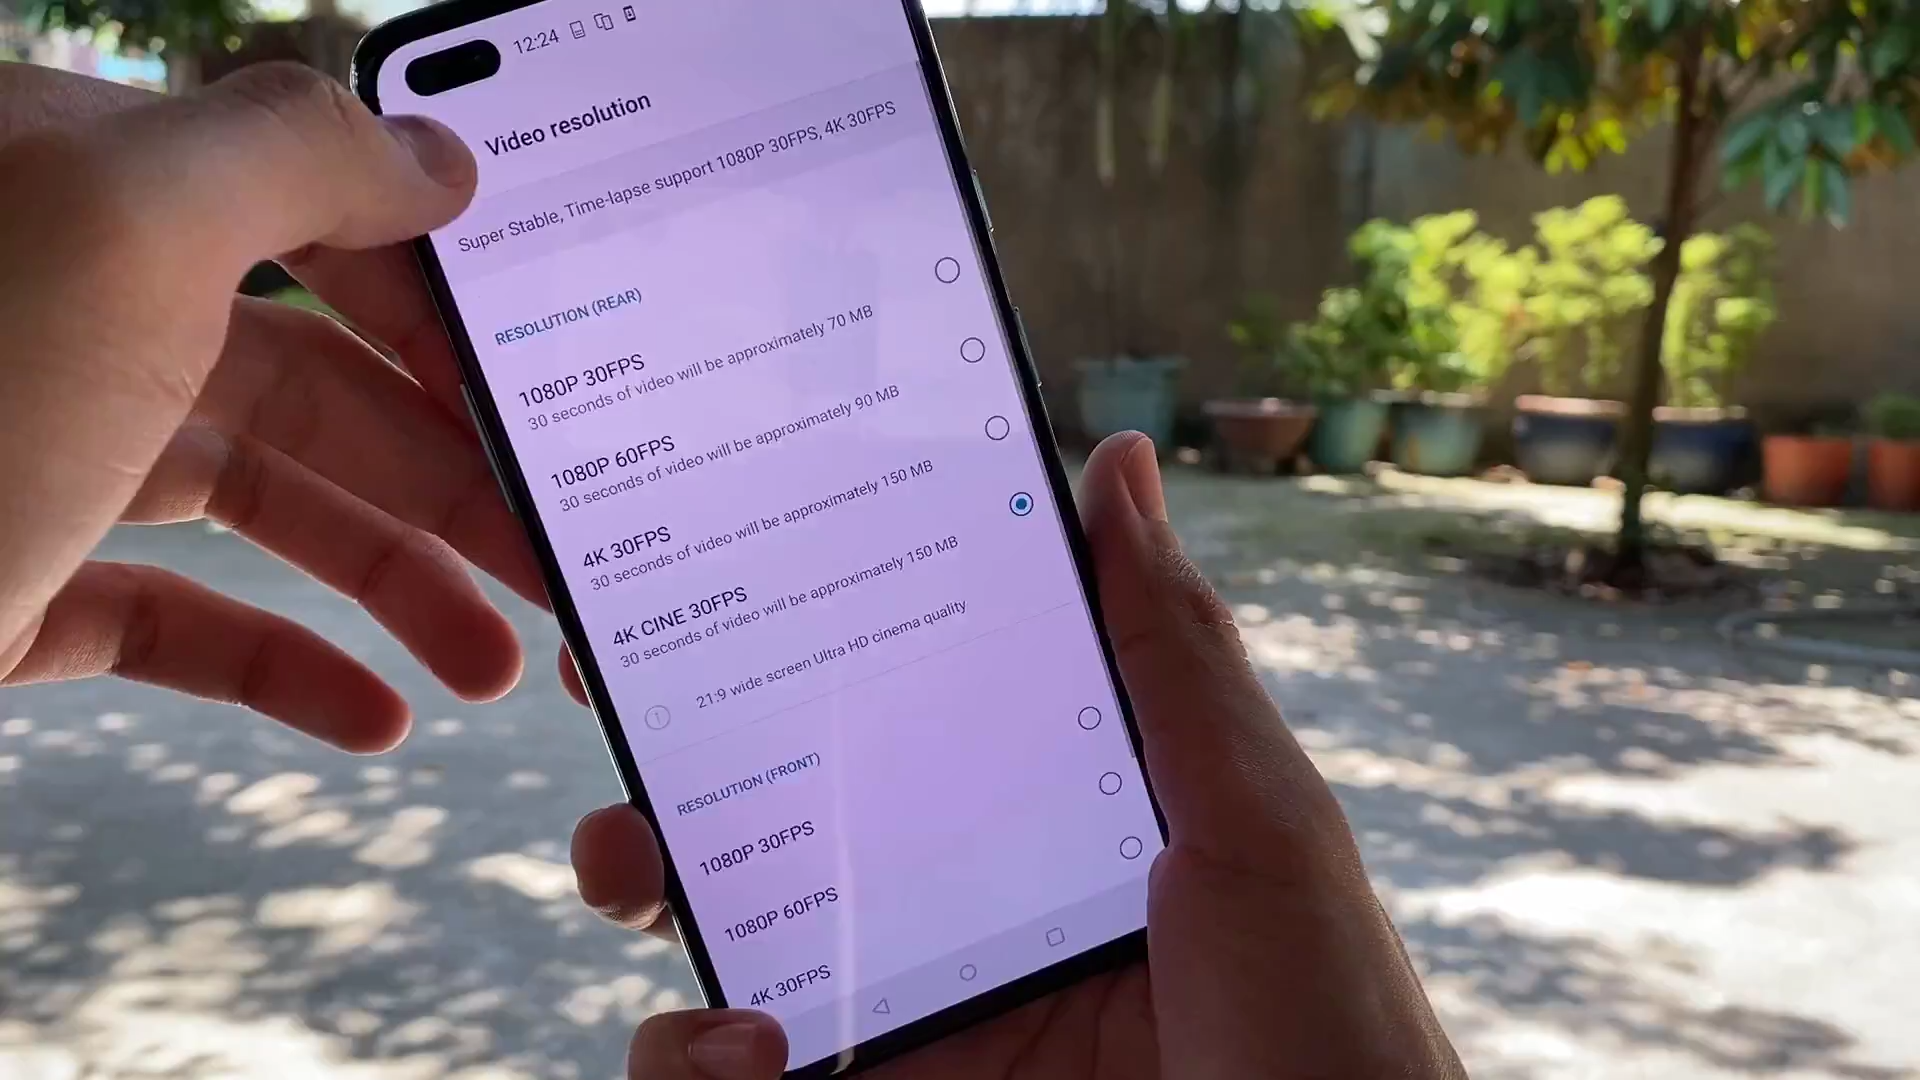 12:24
Video resolution
Super Stable, Time-lapse support 1080P 30FPS, 4K 30FPS
RESOLUTION (REAR)
1080P 30FPS
30 seconds of video will be approximately 70 MB
1080P 60FPS
30 seconds of video will be approximately 90 MB
4K 30FPS
30 seconds of video will be approximately 150 MB
4K CINE 30FPS
30 seconds of video will be approximately 150 MB
21:9 wide screen Ultra HD cinema quality
RESOLUTION (FRONT)
1080P 30FPS
1080P 60FPS
4K 30FPS